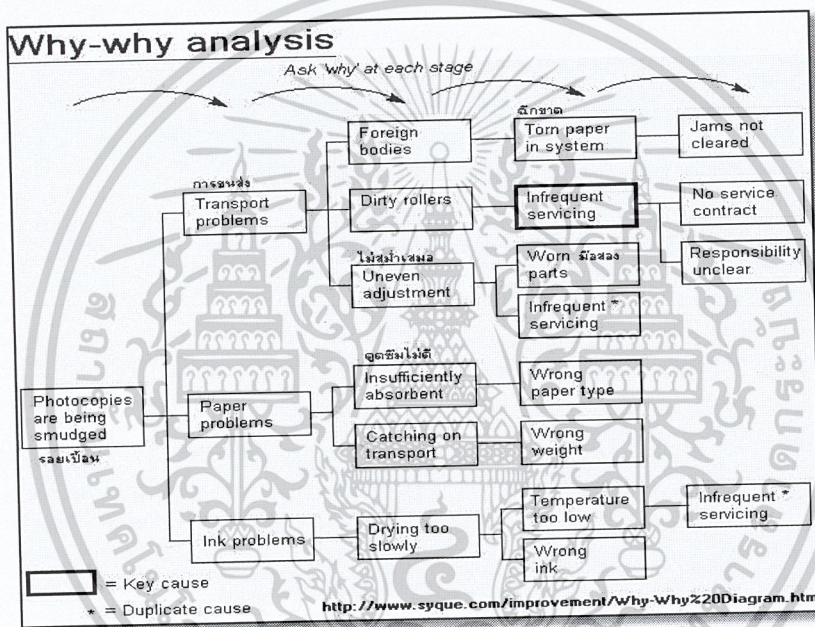 Why-why analysis
Ask 'why' at each stage
Foreign
bodies
ฉีกขาด
Torn paper
in system
Jams not
cleared
การขนส่ง
Transport
problems
Dirty rollers
Infrequent
servicing
No service
contract
Responsibility
unclear
ไม่สม่ำเสมอ
Uneven
adjustment
Worn มือสอง
parts
Infrequent *
servicing
Photocopies
are being
smudged
รอยเปื้อน
Paper
problems
ดูดซึมไม่ดี
Insufficiently
absorbent
Wrong
paper type
Catching on
transport
Wrong
weight
Ink problems
Drying too
slowly
Temperature
too low
Infrequent *
servicing
Wrong
ink
= Key cause
* = Duplicate cause
http://www.syque.com/improvement/Why-Why%20Diagram.htm